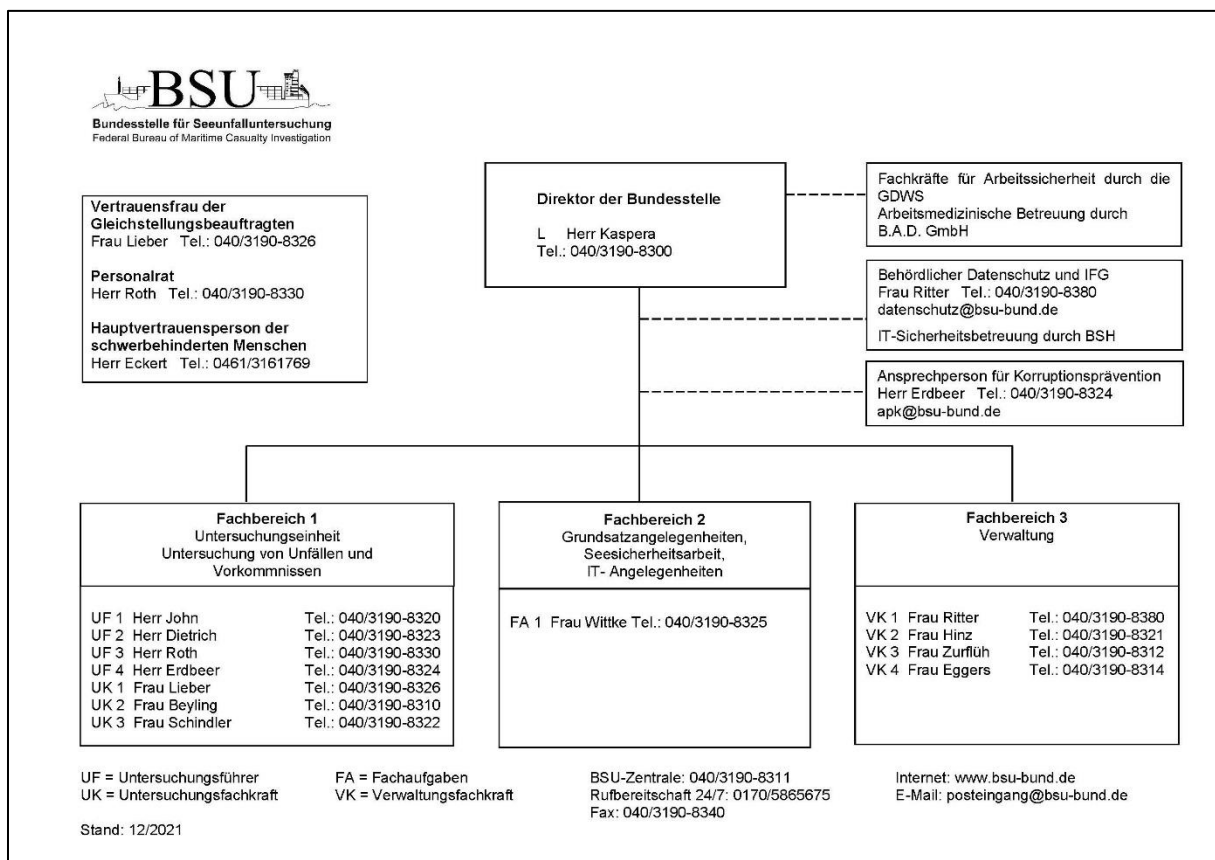 BSU
Bundesstelle für Seeunfalluntersuchung
Federal Bureau of Maritime Casualty Investigation
Vertrauensfrau der
Gleichstellungsbeauftragten
Frau Lieber Tel.: 040/3190-8326
Personalrat
Herr Roth Tel.: 040/3190-8330
Hauptvertrauensperson der
schwerbehinderten Menschen
Herr Eckert Tel.: 0461/3161769
Direktor der Bundesstelle
L Herr Kaspera
Tel.: 040/3190-8300
Fachkräfte für Arbeitssicherheit durch die
GDWS
Arbeitsmedizinische Betreuung durch
B.A.D. GmbH
Behördlicher Datenschutz und IFG
Frau Ritter Tel.: 040/3190-8380
datenschutz@bsu-bund.de
IT-Sicherheitsbetreuung durch BSH
Ansprechperson für Korruptionsprävention
Herr Erdbeer Tel.: 040/3190-8324
apk@bsu-bund.de
Fachbereich 1
Untersuchungseinheit
Untersuchung von Unfällen und
Vorkommnissen
UF 1 Herr John Tel.: 040/3190-8320
UF 2 Herr Dietrich Tel.: 040/3190-8323
UF 3 Herr Roth Tel.: 040/3190-8330
UF 4 Herr Erdbeer Tel.: 040/3190-8324
UK 1 Frau Lieber Tel.: 040/3190-8326
UK 2 Frau Beyling Tel.: 040/3190-8310
UK 3 Frau Schindler Tel.: 040/3190-8322
Fachbereich 2
Grundsatzangelegenheiten,
Seesicherheitsarbeit,
IT- Angelegenheiten
FA 1 Frau Wittke Tel.: 040/3190-8325
Fachbereich 3
Verwaltung
VK 1 Frau Ritter Tel.: 040/3190-8380
VK 2 Frau Hinz Tel.: 040/3190-8321
VK 3 Frau Zurflüh Tel.: 040/3190-8312
VK 4 Frau Eggers Tel.: 040/3190-8314
UF = Untersuchungsführer
UK = Untersuchungsfachkraft
FA = Fachaufgaben
VK = Verwaltungsfachkraft
BSU-Zentrale: 040/3190-8311
Rufbereitschaft 24/7: 0170/5865675
Fax: 040/3190-8340
Internet: www.bsu-bund.de
E-Mail: posteingang@bsu-bund.de
Stand: 12/2021